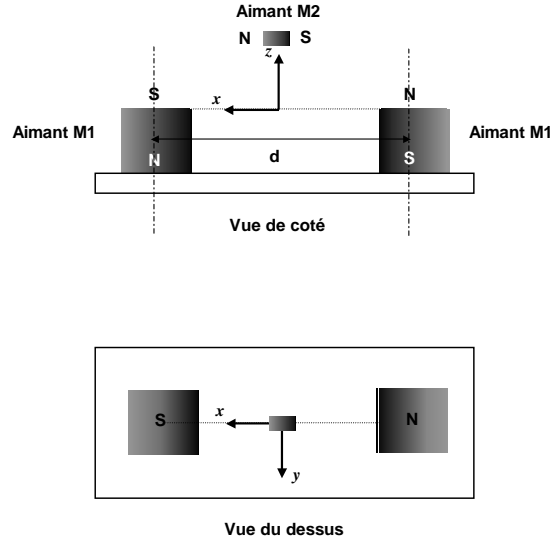 Aimant M2
N S
z
x
S N
Aimant M1 Aimant M1
d
N S
Vue de coté
S x N
y
Vue du dessus